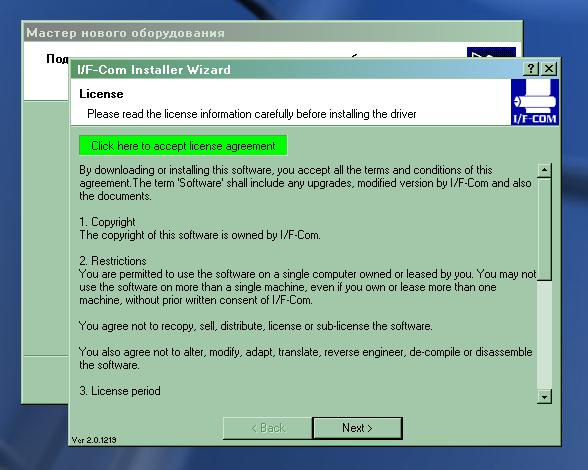 Мастер нового оборудования
I/F-Com Installer Wizard
License
Please read the license information carefully before installing the driver
I/F-COM
Click here to accept license agreement
By downloading or installing this software, you accept all the terms and conditions of this
agreement.The term 'Software' shall include any upgrades, modified version by I/F-Com and also
the documents.
1. Copyright
The copyright of this software is owned by I/F-Com.
2. Restrictions
You are permitted to use the software on a single computer owned or leased by you. You may not
use the software on more than a single machine, even if you own or lease more than one
machine, without prior written consent of I/F-Com.
You agree not to recopy, sell, distribute, license or sub-license the software.
You also agree not to alter, modify, adapt, translate, reverse engineer, de-compile or disassemble
the software.
3. License period
< Back
Next >
Ver 2.0.1219